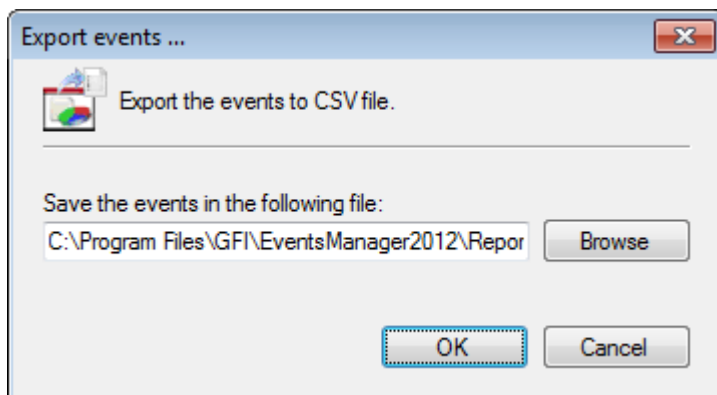 Export events ...
Export the events to CSV file.
Save the events in the following file:
C:\Program Files\GFI\EventsManager2012\Repor
Browse
OK
Cancel